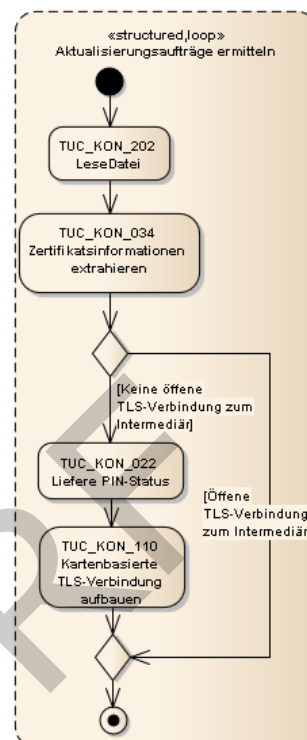 «structured,loop»
Aktualisierungsaufträge ermitteln
TUC_KON_202
LeseDatei
TUC_KON_034
Zertifikatsinformationen
extrahieren
[Keine öffene
TLS-Verbindung zum
Intermediär]
[Öffene
TLS-Verbindung
zum Intermediär]
TUC_KON_022
Liefere PIN-Status
TUC_KON_110
Kartenbasierte
TLS-Verbindung
aufbauen